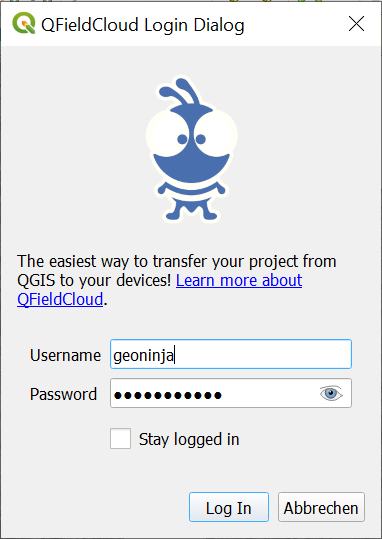 QFieldCloud Login Dialog
The easiest way to transfer your project from
QGIS to your devices! Learn more about
QFieldCloud.
Username geoninja
Password ●●●●●●●●●●●
Stay logged in
Log In Abbrechen